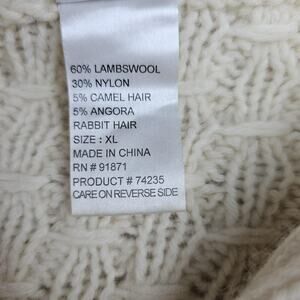 60% LAMBSWOOL
30% NYLON
5% CAMEL HAIR
5% ANGORA
RABBIT HAIR
SIZE : XL
MADE IN CHINA
RN # 91871
PRODUCT # 74235
CARE ON REVERSE SIDE